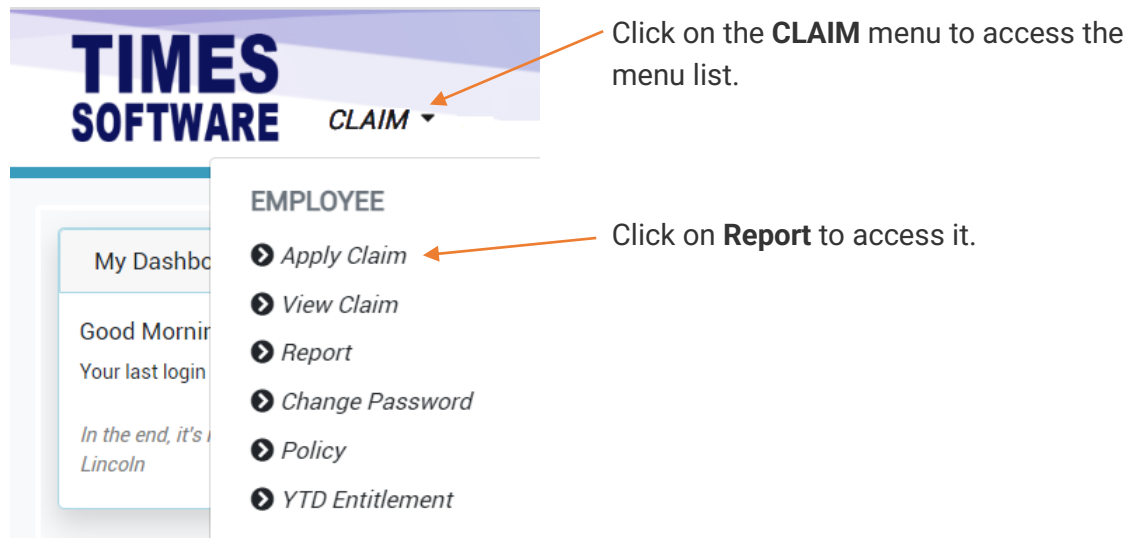 TIMES
SOFTWARE
CLAIM
Click on the CLAIM menu to access the
menu list.
EMPLOYEE
Apply Claim
Click on Report to access it.
View Claim
Report
Change Password
Policy
YTD Entitlement
My Dashbo
Good Mornir
Your last login
In the end, it's
Lincoln